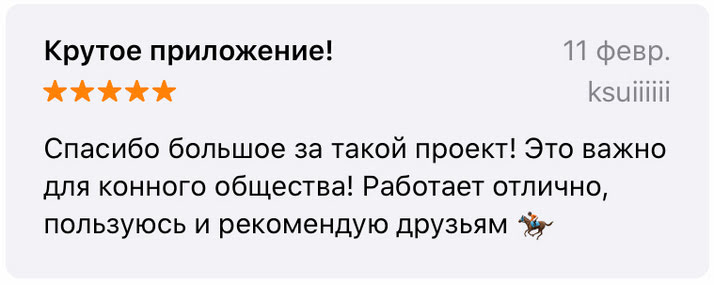 Крутое приложение!
11 февр.
ksuiiiiii
Спасибо большое за такой проект! Это важно
для конного общества! Работает отлично,
пользуюсь и рекомендую друзьям 🏇